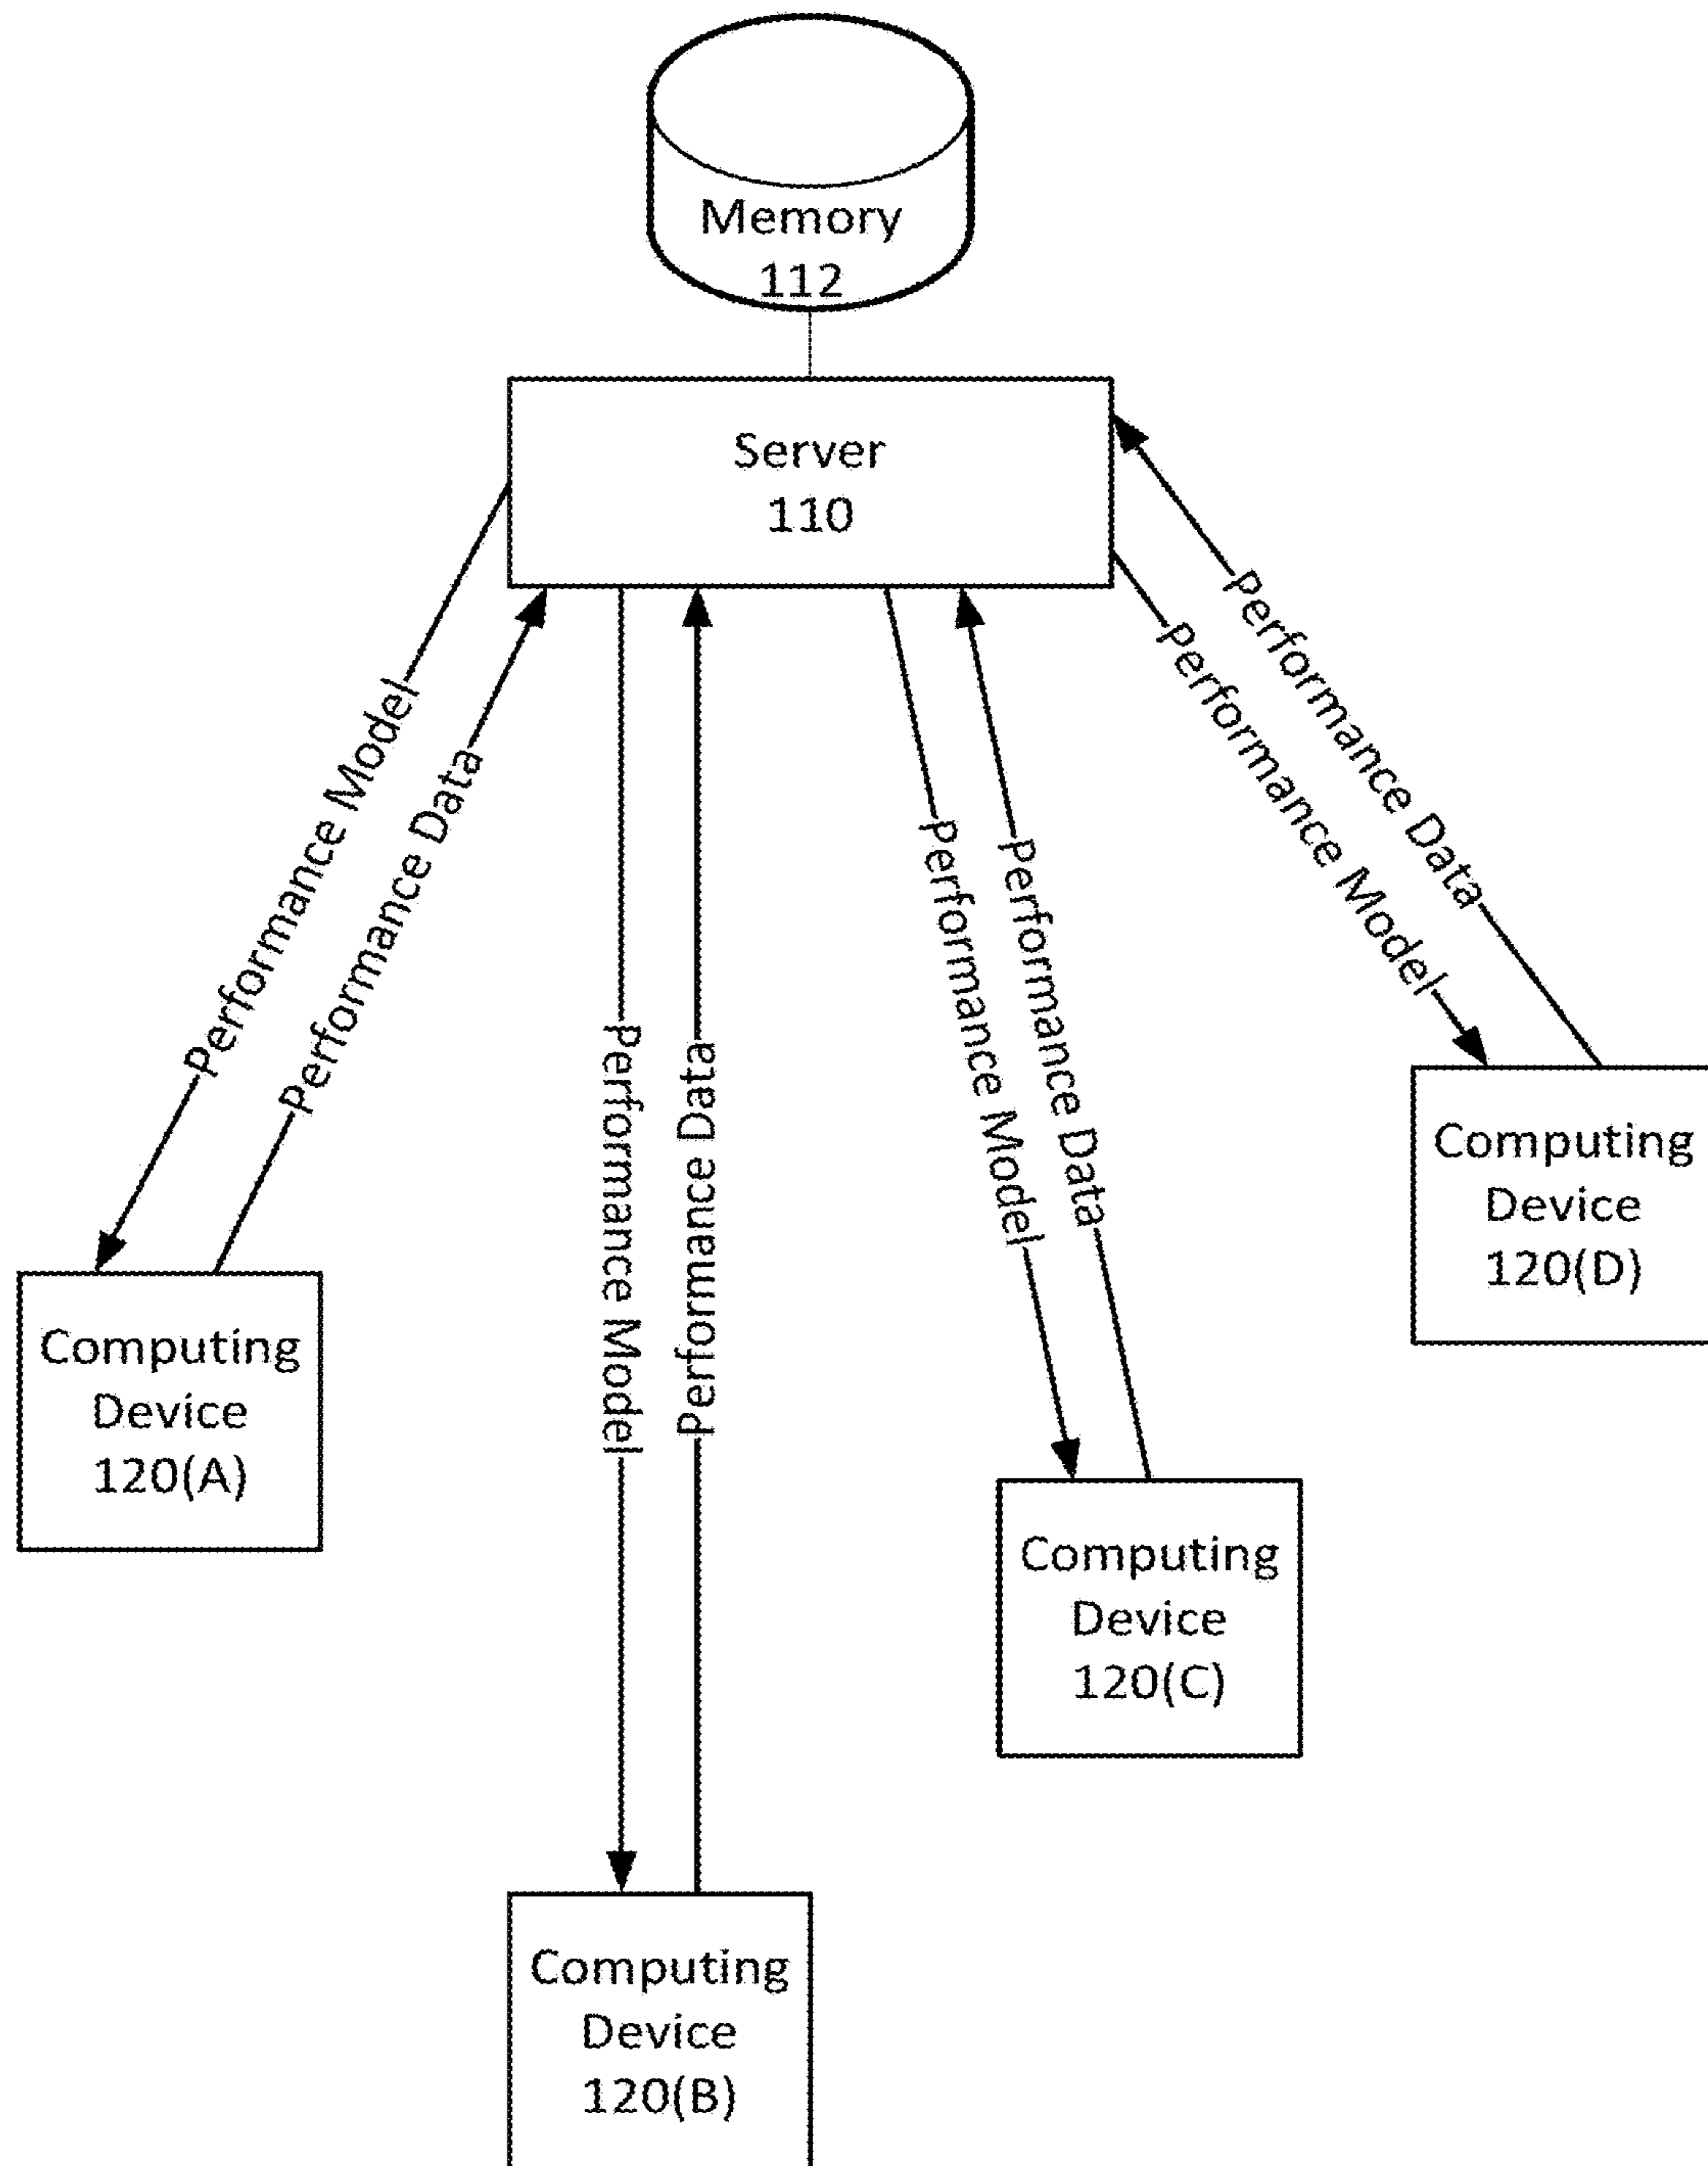 Memory
112
Server
110
Performance Model
Performance Data
Performance Model
Performance Data
Performance Model
Performance Data
Performance Model
Performance Data
Computing
Device
120(A)
Computing
Device
120(B)
Computing
Device
120(C)
Computing
Device
120(D)